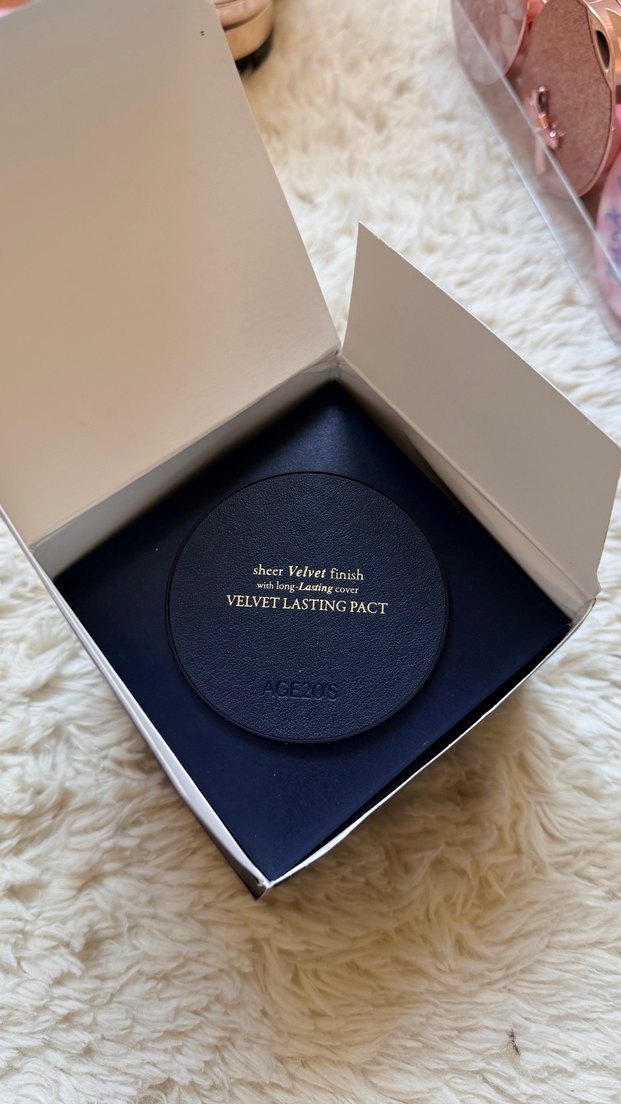 sheer Velvet finish
with long-Lasting cover
VELVET LASTING PACT
AGE20'S